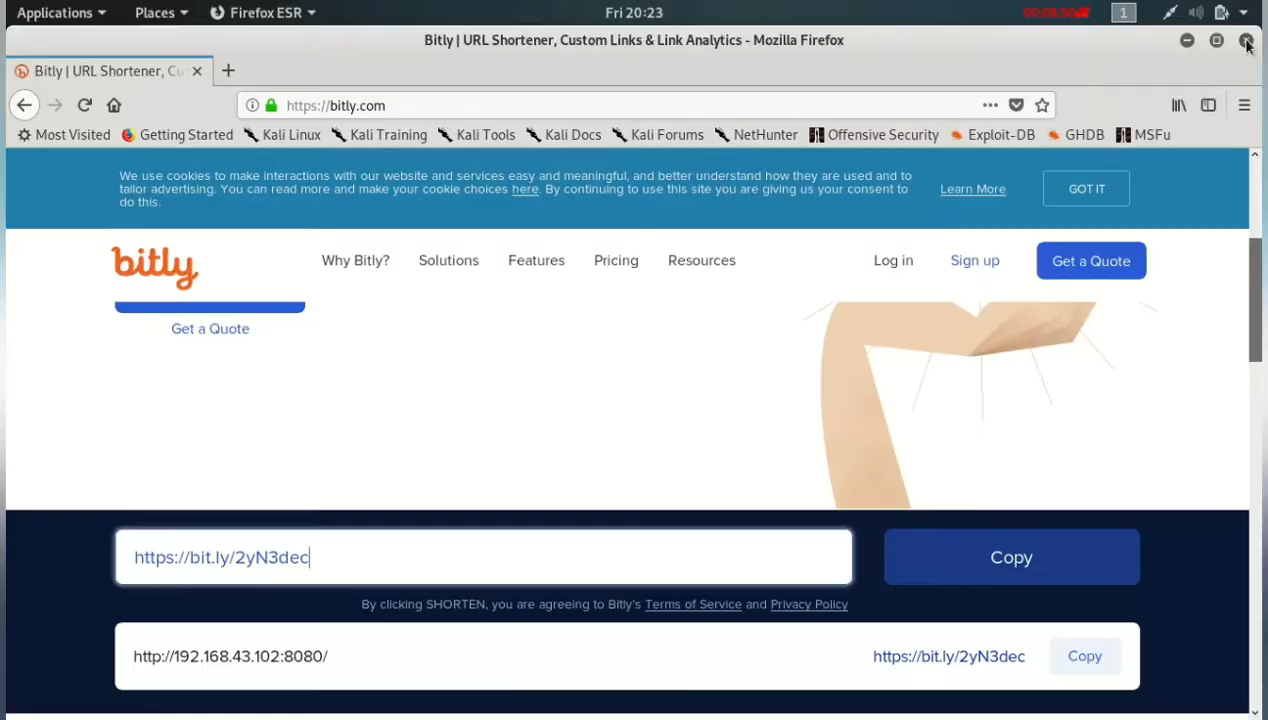 Applications Places Firefox ESR Fri 20:23 1
Bitly | URL Shortener, Custom Links & Link Analytics - Mozilla Firefox
Bitly | URL Shortener, Cu
https://bitly.com
Most Visited Getting Started Kali Linux Kali Training Kali Tools Kali Docs Kali Forums NetHunter Offensive Security Exploit-DB GHDB MSFu
We use cookies to make interactions with our website and services easy and meaningful, and better understand how they are used and to
tailor advertising. You can read more and make your cookie choices here. By continuing to use this site you are giving us your consent to
do this.
Learn More
GOT IT
bitly
Why Bitly? Solutions Features Pricing Resources Log in Sign up Get a Quote
Get a Quote
https://bit.ly/2yN3dec Copy
By clicking SHORTEN, you are agreeing to Bitly's Terms of Service and Privacy Policy
http://192.168.43.102:8080/ https://bit.ly/2yN3dec Copy